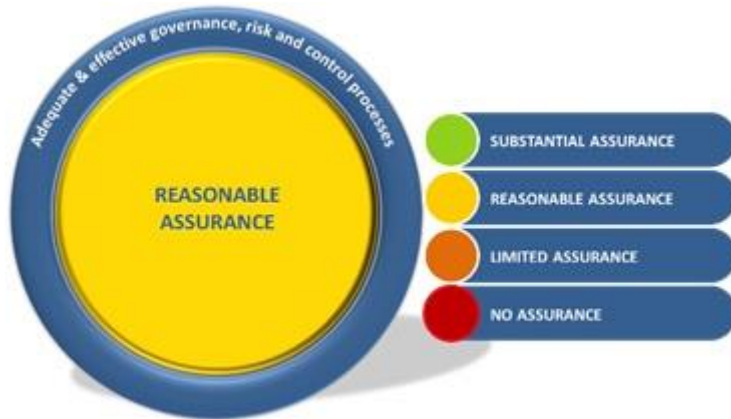 Adequate & effective governance, risk and control processes
REASONABLE
ASSURANCE
SUBSTANTIAL ASSURANCE
REASONABLE ASSURANCE
LIMITED ASSURANCE
NO ASSURANCE